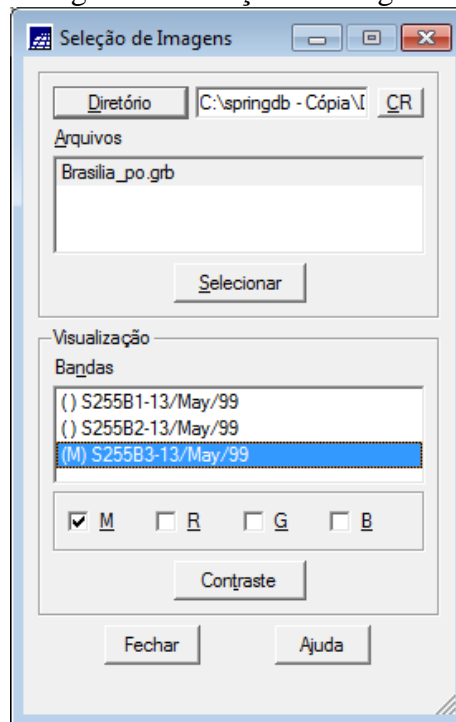 Seleção de Imagens
Diretório C:\springdb - Cópia\ CR
Arquivos
Brasilia_po.grb
Selecionar
Visualização
Bandas
( ) S255B1-13/May/99
( ) S255B2-13/May/99
(M) S255B3-13/May/99
M R G B
Contraste
Fechar Ajuda